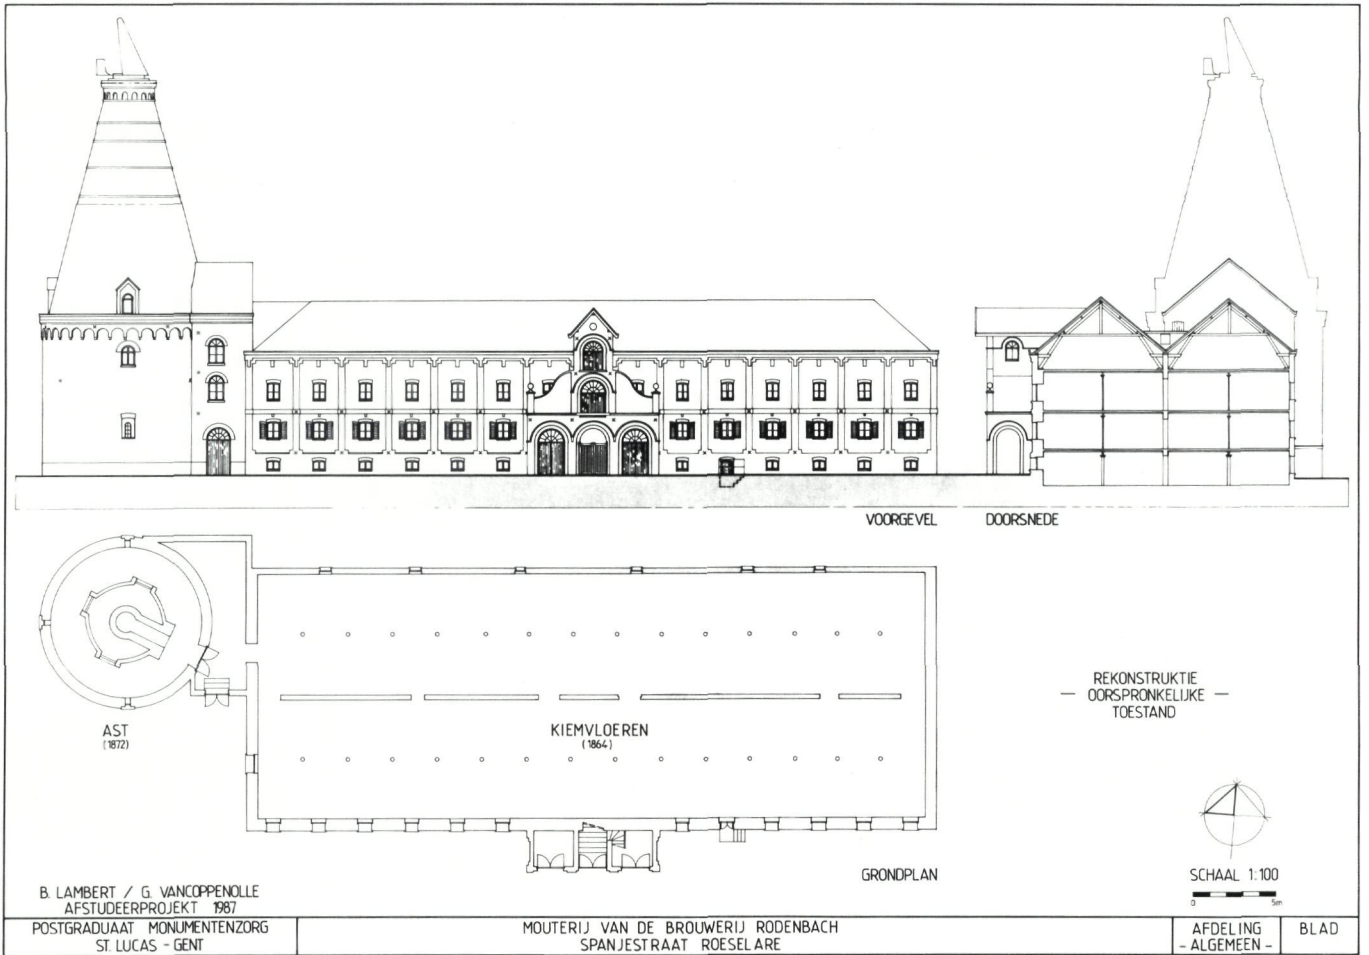 VOORGEVEL
DOORSNEDE
AST
(1872)
KIEMVLOEREN
(1864)
REKONSTRUKTIE
— OORSPRONKELIJKE —
TOESTAND
GRONDPLAN
SCHAAL 1:100
0 5m
B. LAMBERT / G. VANCOPPENOLLE
AFSTUDEERPROJEKT 1987
POSTGRADUAAT MONUMENTENZORG
ST. LUCAS - GENT
MOUTERIJ VAN DE BROUWERIJ RODENBACH
SPANJESTRAAT ROESELARE
AFDELING
- ALGEMEEN -
BLAD